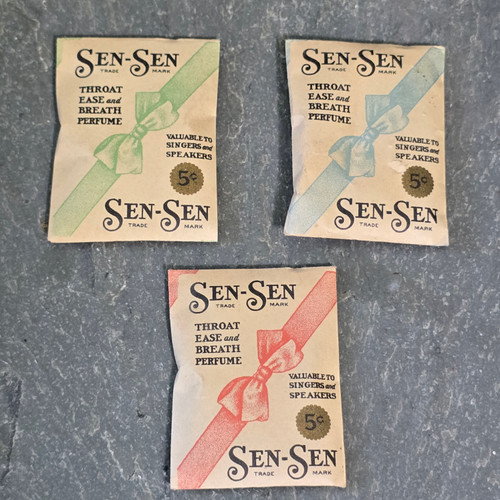 SEN-SEN
TRADE MARK
THROAT
EASE and
BREATH
PERFUME
VALUABLE TO
SINGERS and
SPEAKERS
5¢
SEN-SEN
TRADE MARK
SEN-SEN
TRADE MARK
THROAT
EASE and
BREATH
PERFUME
VALUABLE TO
SINGERS and
SPEAKERS
5¢
SEN-SEN
TRADE MARK
SEN-SEN
TRADE MARK
THROAT
EASE and
BREATH
PERFUME
VALUABLE TO
SINGERS and
SPEAKERS
5¢
SEN-SEN
TRADE MARK